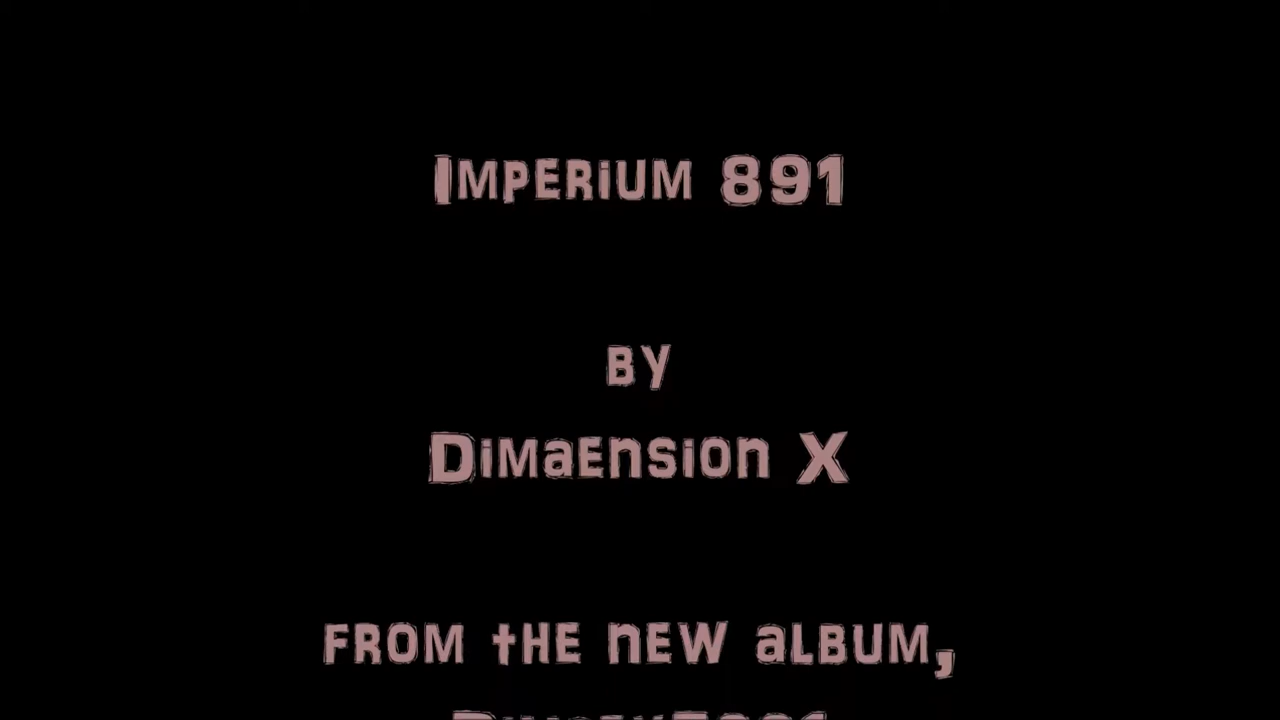 Imperium 891
by
Dimaension X
from the new album,